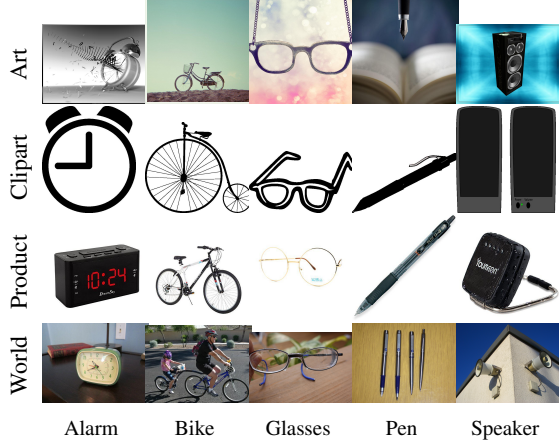 Art
Clipart
Product
World
10:24
Alarm
Bike
Glasses
Pen
Speaker